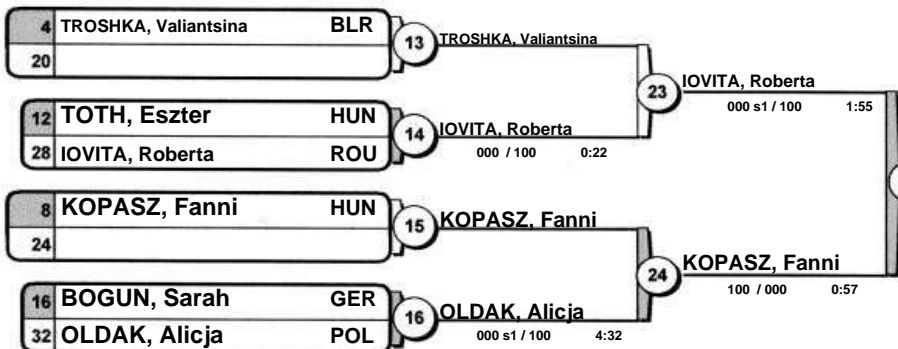 4 TROSHKA, Valiantsina BLR
20
13
TROSHKA, Valiantsina
12 TOTH, Eszter HUN
28 IOVITA, Roberta ROU
14
IOVITA, Roberta
000 / 100 0:22
23
IOVITA, Roberta
000 s1 / 100 1:55
8 KOPASZ, Fanni HUN
24
15
KOPASZ, Fanni
16 BOGUN, Sarah GER
32 OLDAK, Alicja POL
16
OLDAK, Alicja
000 s1 / 100 4:32
24
KOPASZ, Fanni
100 / 000 0:57